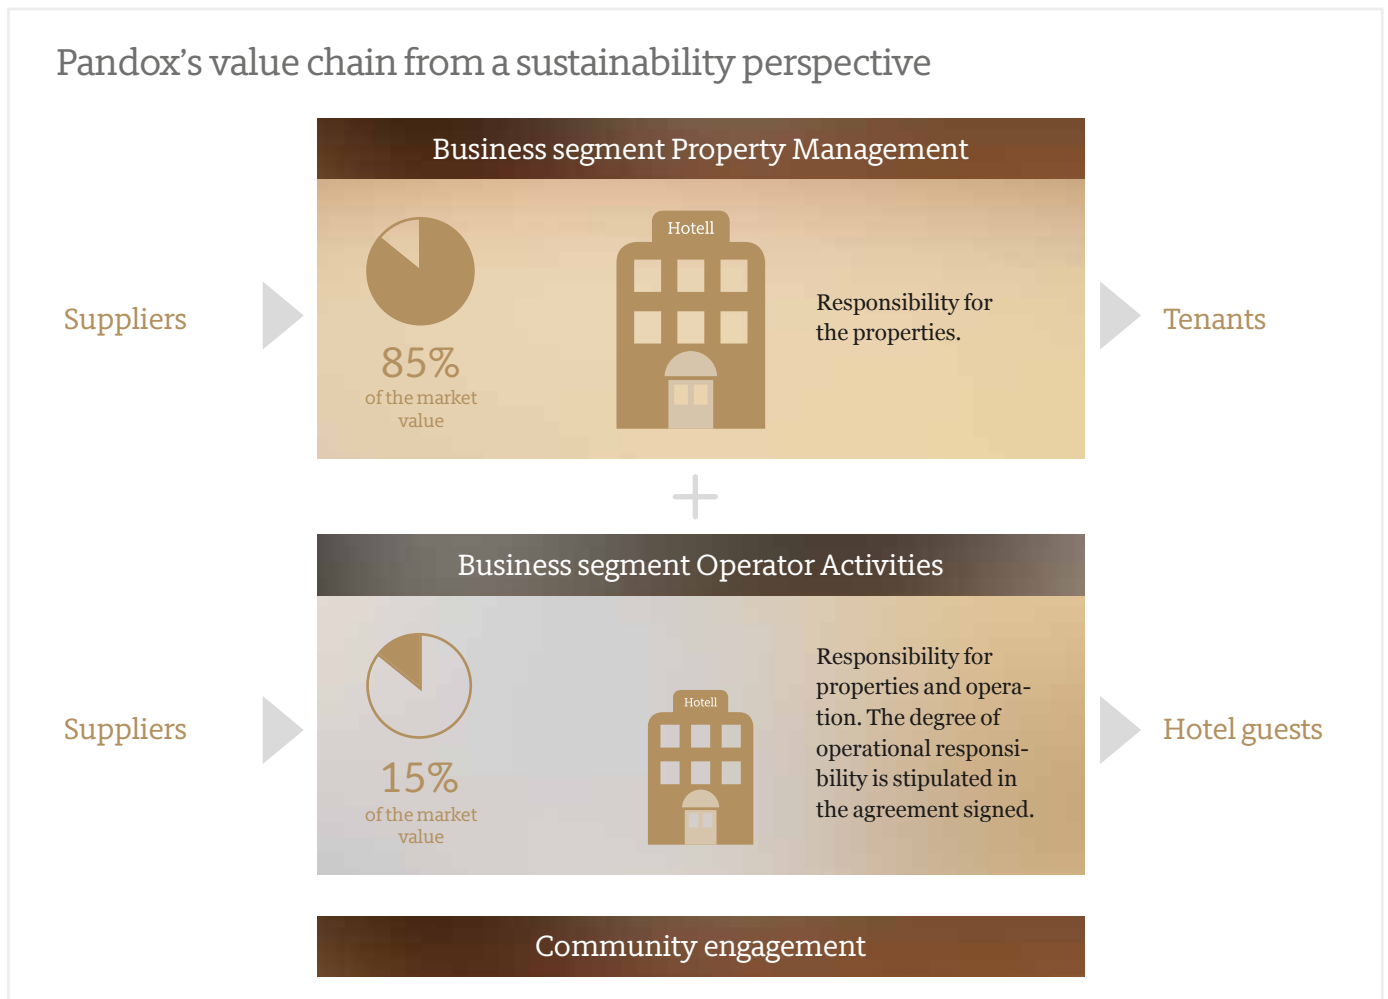 Pandox’s value chain from a sustainability perspective
Business segment Property Management
Hotell
Suppliers
85%
of the market
value
Responsibility for
the properties.
Tenants
Business segment Operator Activities
Hotell
Suppliers
15%
of the market
value
Responsibility for
properties and opera-
tion. The degree of
operational responsi-
bility is stipulated in
the agreement signed.
Hotel guests
Community engagement